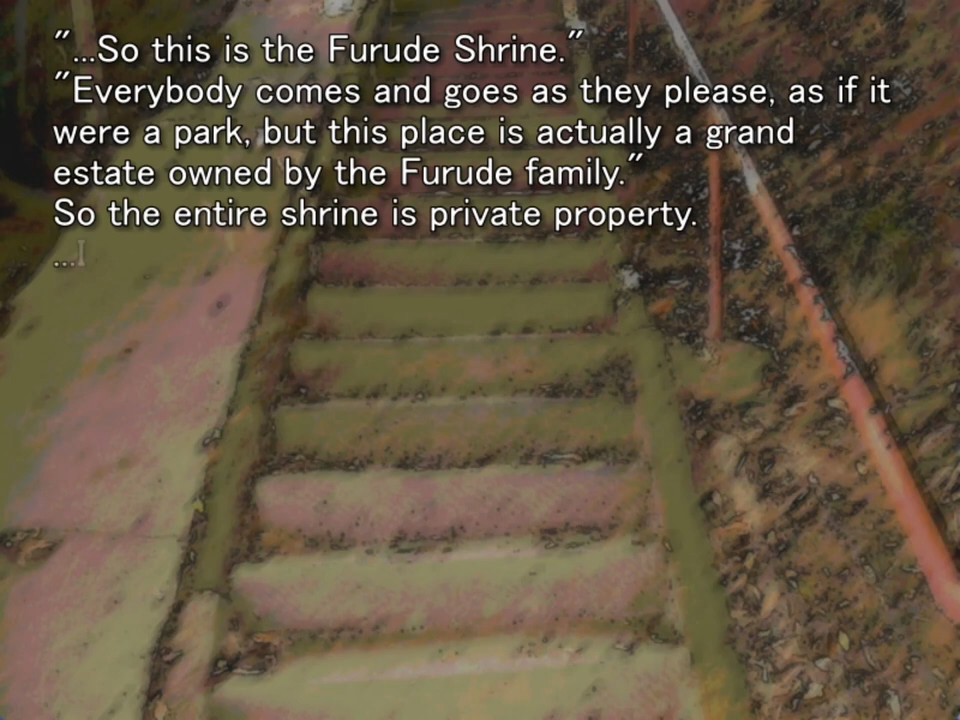 "...So this is the Furude Shrine."
"Everybody comes and goes as they please, as if it
were a park, but this place is actually a grand
estate owned by the Furude family."
So the entire shrine is private property.
...I